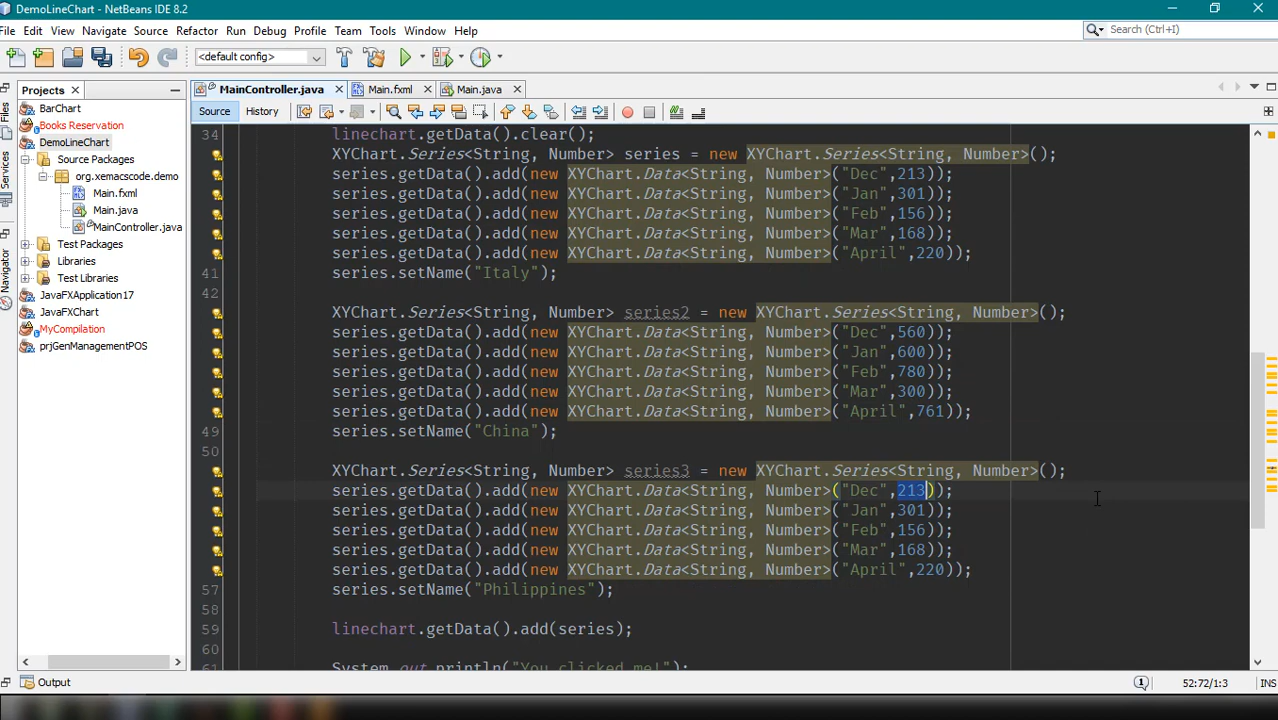 DemoLineChart - NetBeans IDE 8.2
File Edit View Navigate Source Refactor Run Debug Profile Team Tools Window Help
Search (Ctrl+I)
<default config>
Projects
MainController.java Main.fxml Main.java
Source History
Files
Services
Navigator
BarChart
Books Reservation
DemoLineChart
Source Packages
org.xemacscode.demo
Main.fxml
Main.java
MainController.java
Test Packages
Libraries
Test Libraries
JavaFXApplication17
JavaFXChart
MyCompilation
prjGenManagementPOS
34 linechart.getData().clear();
XYChart.Series<String, Number> series = new XYChart.Series<String, Number>();
series.getData().add(new XYChart.Data<String, Number>("Dec",213));
series.getData().add(new XYChart.Data<String, Number>("Jan",301));
series.getData().add(new XYChart.Data<String, Number>("Feb",156));
series.getData().add(new XYChart.Data<String, Number>("Mar",168));
series.getData().add(new XYChart.Data<String, Number>("April",220));
41 series.setName("Italy");
42
XYChart.Series<String, Number> series2 = new XYChart.Series<String, Number>();
series.getData().add(new XYChart.Data<String, Number>("Dec",560));
series.getData().add(new XYChart.Data<String, Number>("Jan",600));
series.getData().add(new XYChart.Data<String, Number>("Feb",780));
series.getData().add(new XYChart.Data<String, Number>("Mar",300));
series.getData().add(new XYChart.Data<String, Number>("April",761));
49 series.setName("China");
50
XYChart.Series<String, Number> series3 = new XYChart.Series<String, Number>();
series.getData().add(new XYChart.Data<String, Number>("Dec",213));
series.getData().add(new XYChart.Data<String, Number>("Jan",301));
series.getData().add(new XYChart.Data<String, Number>("Feb",156));
series.getData().add(new XYChart.Data<String, Number>("Mar",168));
series.getData().add(new XYChart.Data<String, Number>("April",220));
57 series.setName("Philippines");
58
59 linechart.getData().add(series);
60
61 System.out.println("You clicked me!");
Output
52:72/1:3 INS